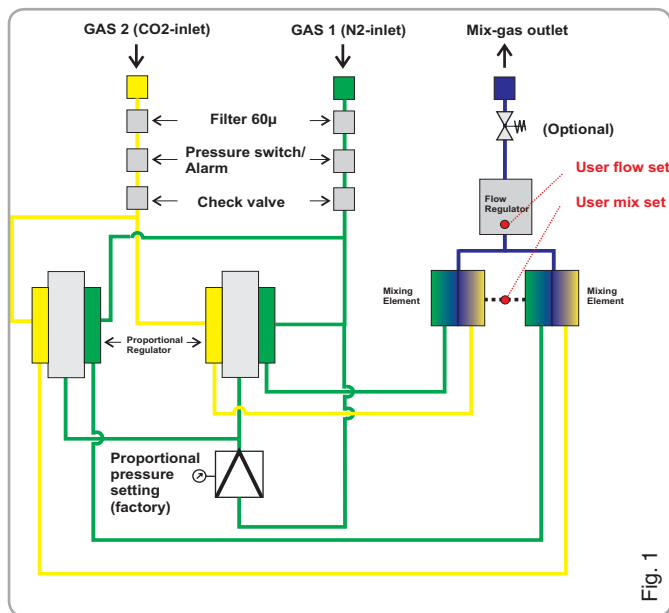 GAS 2 (CO2-inlet)
GAS 1 (N2-inlet)
Mix-gas outlet
Filter 60µ
(Optional)
Pressure switch/
Alarm
User flow set
Check valve
Flow
Regulator
User mix set
Mixing
Element
Mixing
Element
Proportional
Regulator
Proportional
pressure
setting
(factory)
Fig. 1